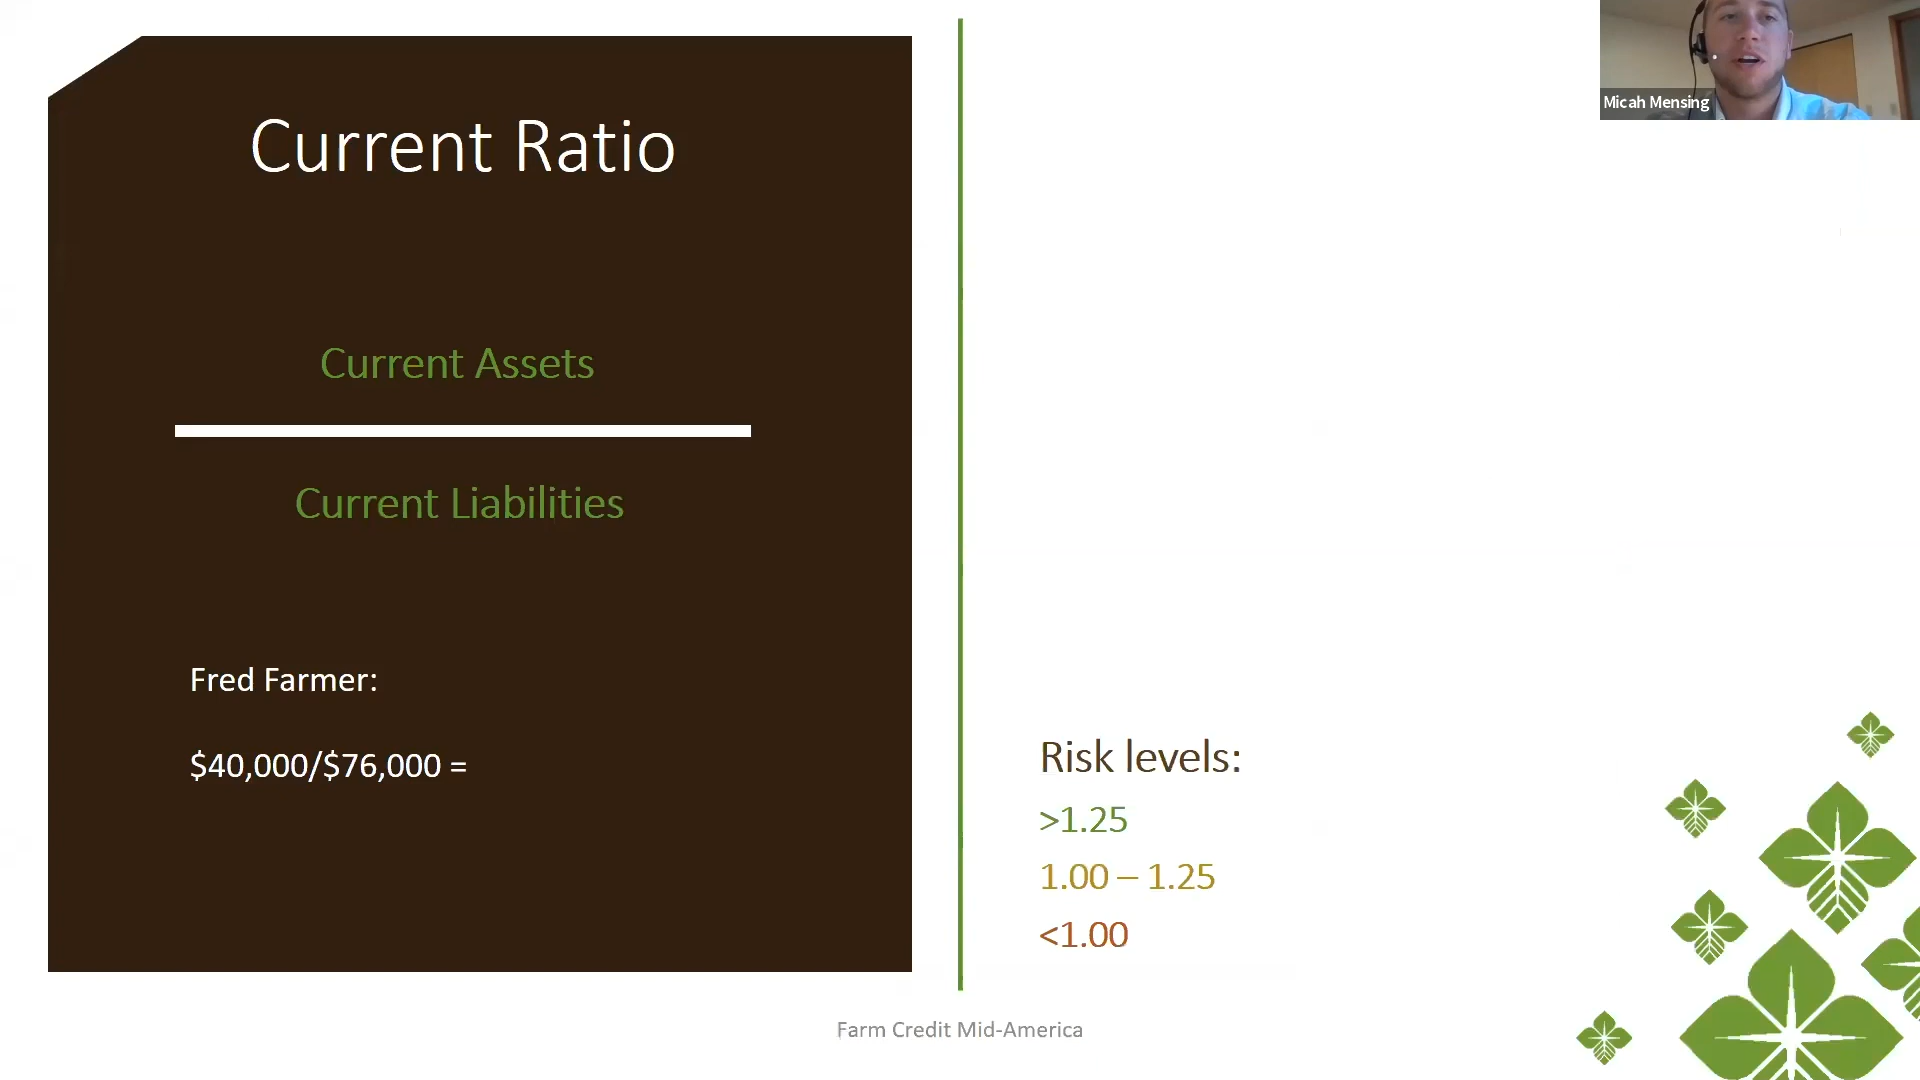 Current Ratio
Current Assets
Current Liabilities
Fred Farmer:
$40,000/$76,000 =
Micah Mensing
Risk levels:
>1.25
1.00 – 1.25
<1.00
Farm Credit Mid-America